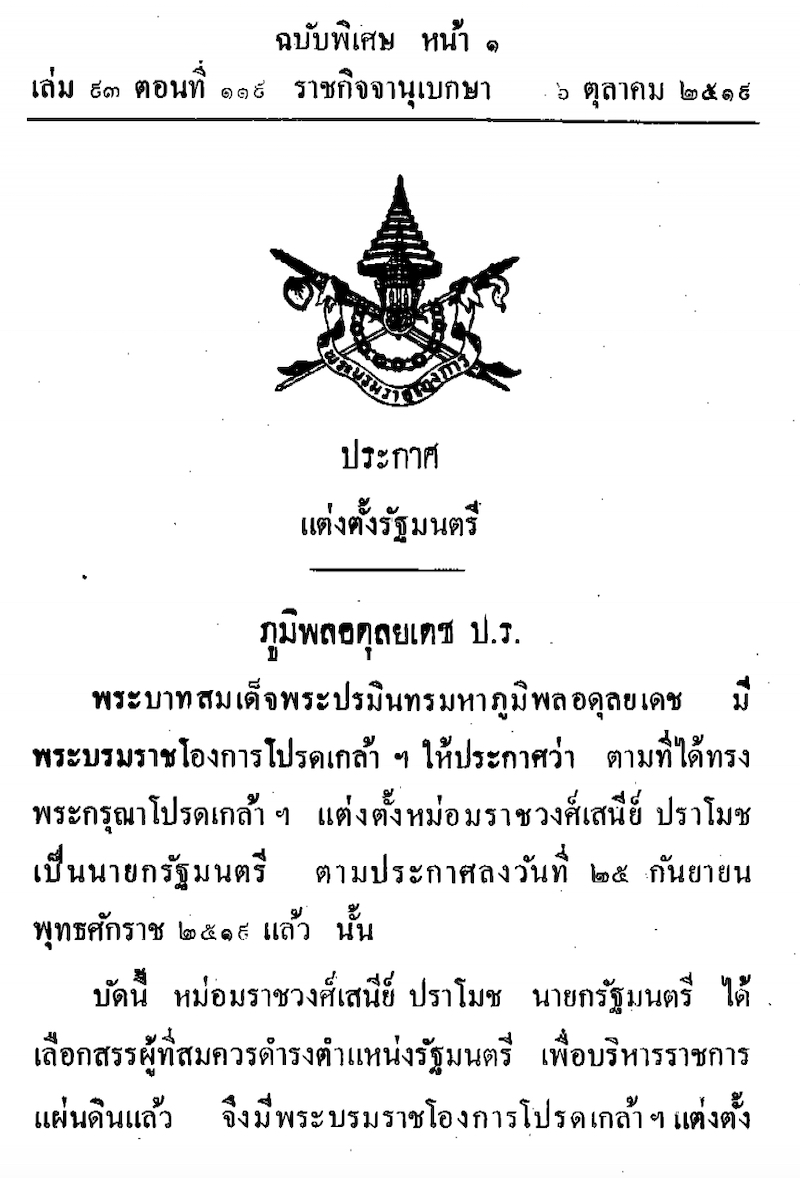 ฉบับพิเศษ หน้า ๑
เล่ม ๙๓ ตอนที่ ๑๑๙ ราชกิจจานุเบกษา ๖ ตุลาคม ๒๕๑๙
พระบรมราชโองการ
ประกาศ
แต่งตั้งรัฐมนตรี
ภูมิพลอดุลยเดช ป.ร.
พระบาทสมเด็จพระปรมินทรมหาภูมิพลอดุลยเดช มี
พระบรมราชโองการโปรดเกล้า ฯ ให้ประกาศว่า ตามที่ได้ทรง
พระกรุณาโปรดเกล้า ฯ แต่งตั้งหม่อมราชวงศ์เสนีย์ ปราโมช
เป็นนายกรัฐมนตรี ตามประกาศลงวันที่ ๒๕ กันยายน
พุทธศักราช ๒๕๑๙ แล้ว นั้น
บัดนี้ หม่อมราชวงศ์เสนีย์ ปราโมช นายกรัฐมนตรี ได้
เลือกสรรผู้ที่สมควรดำรงตำแหน่งรัฐมนตรี เพื่อบริหารราชการ
แผ่นดินแล้ว จึงมีพระบรมราชโองการโปรดเกล้า ฯ แต่งตั้ง